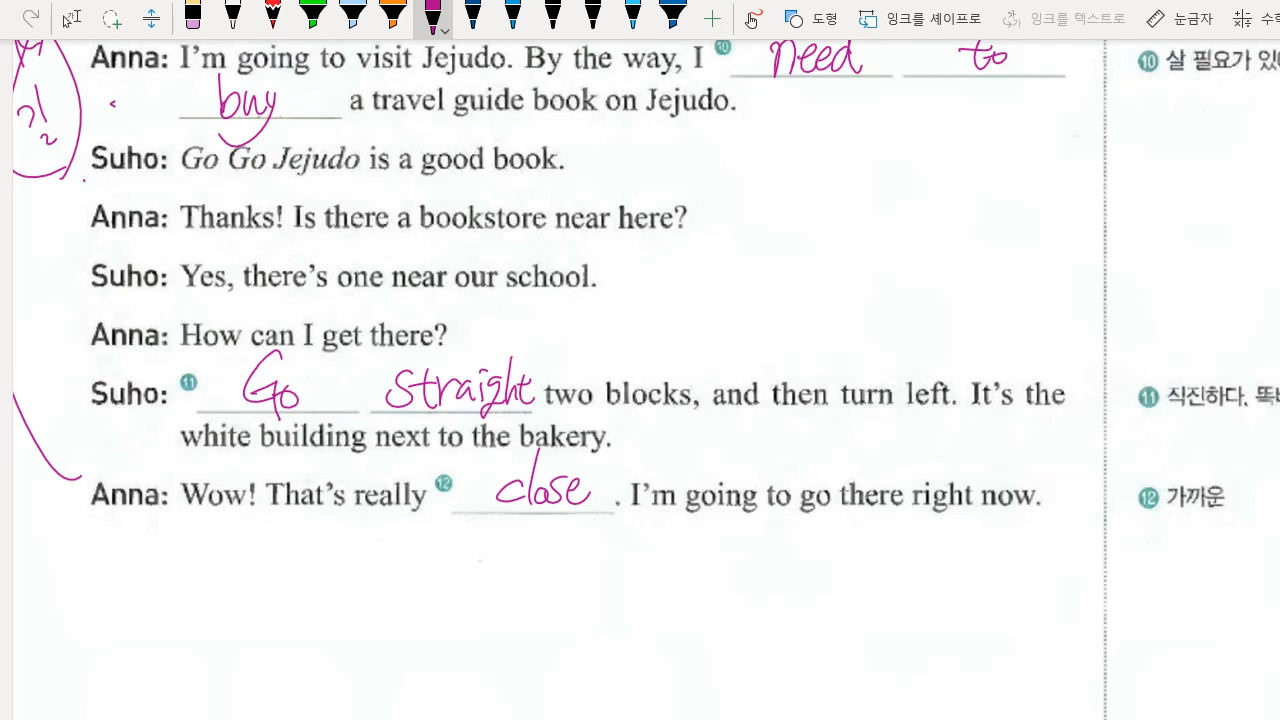 도형 잉크를 셰이프로 잉크를 텍스트로 눈금자
Anna: I'm going to visit Jejudo. By the way, I ⑩ need to
buy a travel guide book on Jejudo.
Suho: Go Go Jejudo is a good book.
Anna: Thanks! Is there a bookstore near here?
Suho: Yes, there's one near our school.
Anna: How can I get there?
Suho: ⑪ Go straight two blocks, and then turn left. It's the
white building next to the bakery.
Anna: Wow! That's really ⑫ close. I'm going to go there right now.
⑩ 살 필요가
⑪ 직진하다,
⑫ 가까운